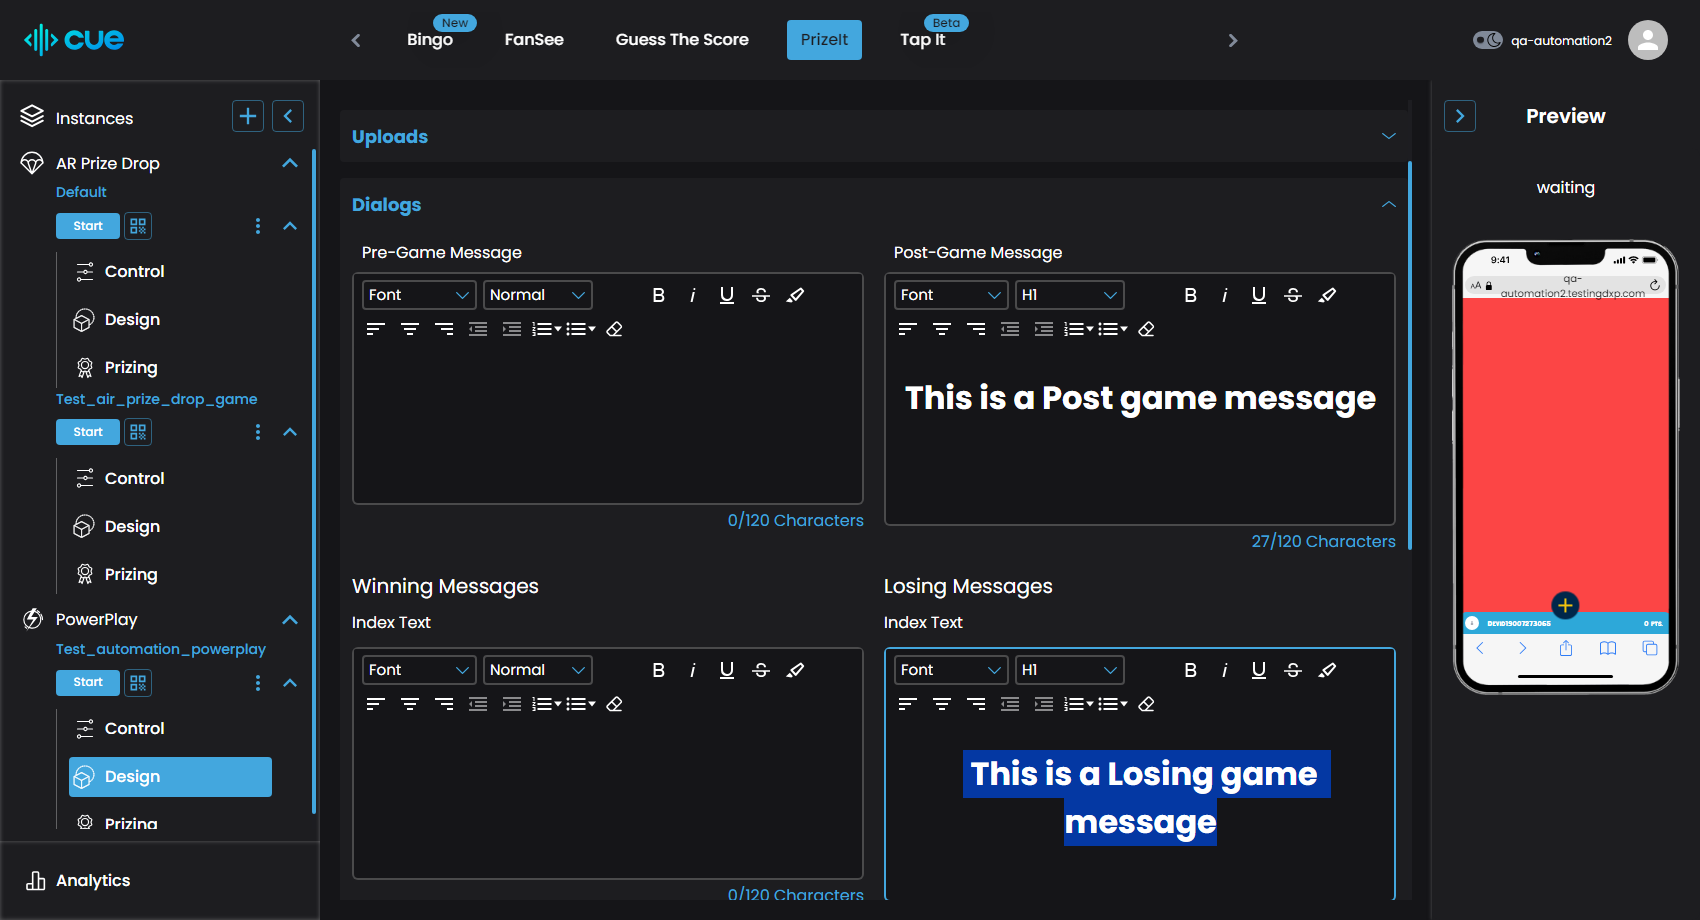 cue
Bingo
New
FanSee
Guess The Score
PrizeIt
Tap It
Beta
qa-automation2
Instances
AR Prize Drop
Default
Start
Control
Design
Prizing
Test_air_prize_drop_game
Start
Control
Design
Prizing
PowerPlay
Test_automation_powerplay
Start
Control
Design
Prizing
Analytics
Uploads
Dialogs
Pre-Game Message
Font
Normal
B i U S
0/120 Characters
Post-Game Message
Font
H1
B i U S
This is a Post game message
27/120 Characters
Winning Messages
Index Text
Font
Normal
B i U S
0/120 Characters
Losing Messages
Index Text
Font
H1
B i U S
This is a Losing game
message
Preview
waiting
9:41
AA
qa-
automation2.testingdxp.com
0 PTS.